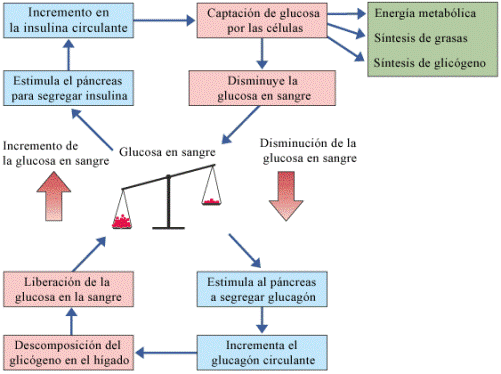 Incremento en
la insulina circulante
Captación de glucosa
por las células
Energía metabólica
Síntesis de grasas
Síntesis de glicógeno
Estimula el páncreas
para segregar insulina
Disminuye la
glucosa en sangre
Incremento de
la glucosa en sangre
Glucosa en sangre
Disminución de la
glucosa en sangre
Liberación de la
glucosa en la sangre
Estimula al páncreas
a segregar glucagón
Descomposición del
glicógeno en el hígado
Incrementa el
glucagón circulante